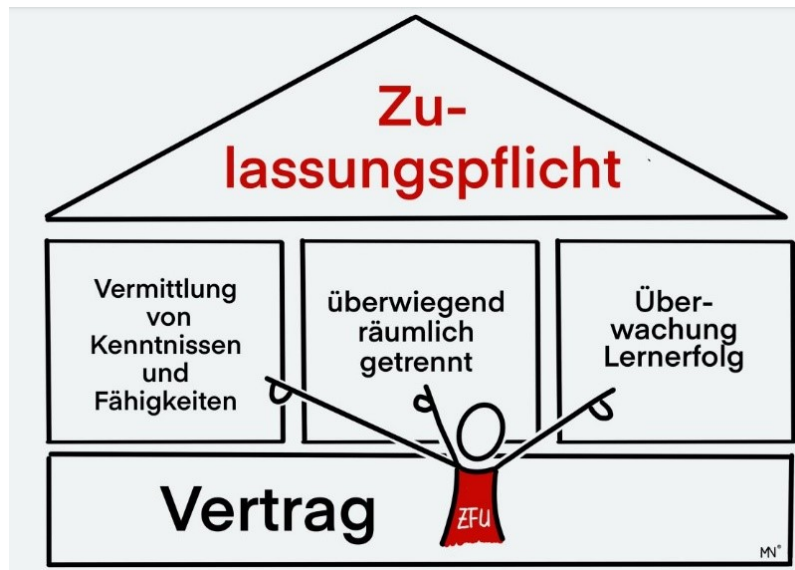 Zu-
lassungspflicht
Vermittlung
von
Kenntnissen
und
Fähigkeiten
überwiegend
räumlich
getrennt
Über-
wachung
Lernerfolg
Vertrag
ZFU
MN®